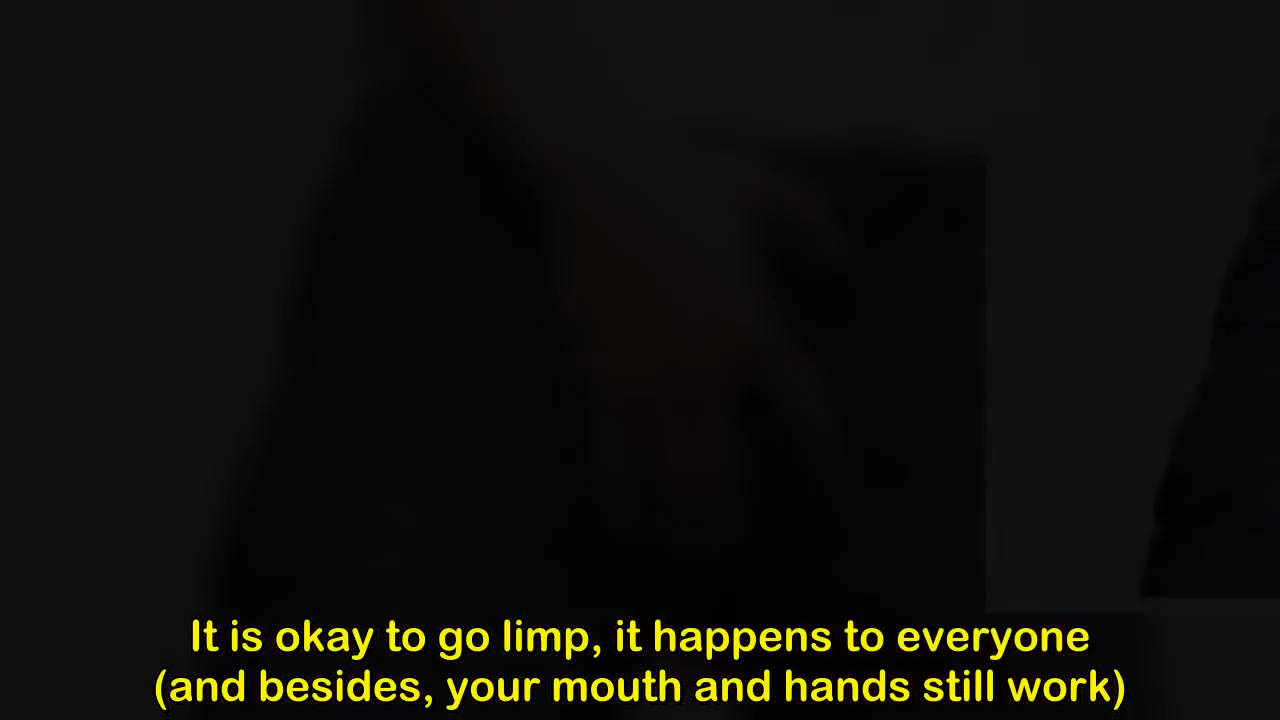 It is okay to go limp, it happens to everyone
(and besides, your mouth and hands still work)